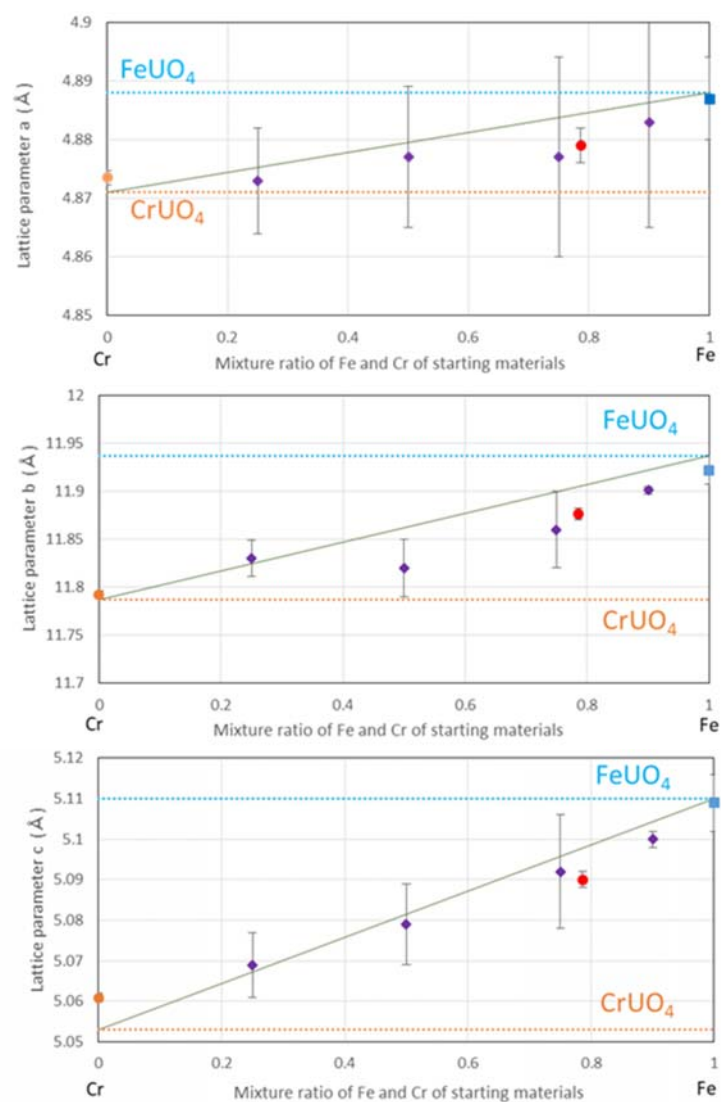 4.9
4.89
4.88
4.87
4.86
4.85
Lattice parameter a (Å)
FeUO₄
CrUO₄
0 0.2 0.4 0.6 0.8 1
Cr Mixture ratio of Fe and Cr of starting materials Fe
12
11.95
11.9
11.85
11.8
11.75
11.7
Lattice parameter b (Å)
FeUO₄
CrUO₄
0 0.2 0.4 0.6 0.8 1
Cr Mixture ratio of Fe and Cr of starting materials Fe
5.12
5.11
5.1
5.09
5.08
5.07
5.06
5.05
Lattice parameter c (Å)
FeUO₄
CrUO₄
0 0.2 0.4 0.6 0.8 1
Cr Mixture ratio of Fe and Cr of starting materials Fe